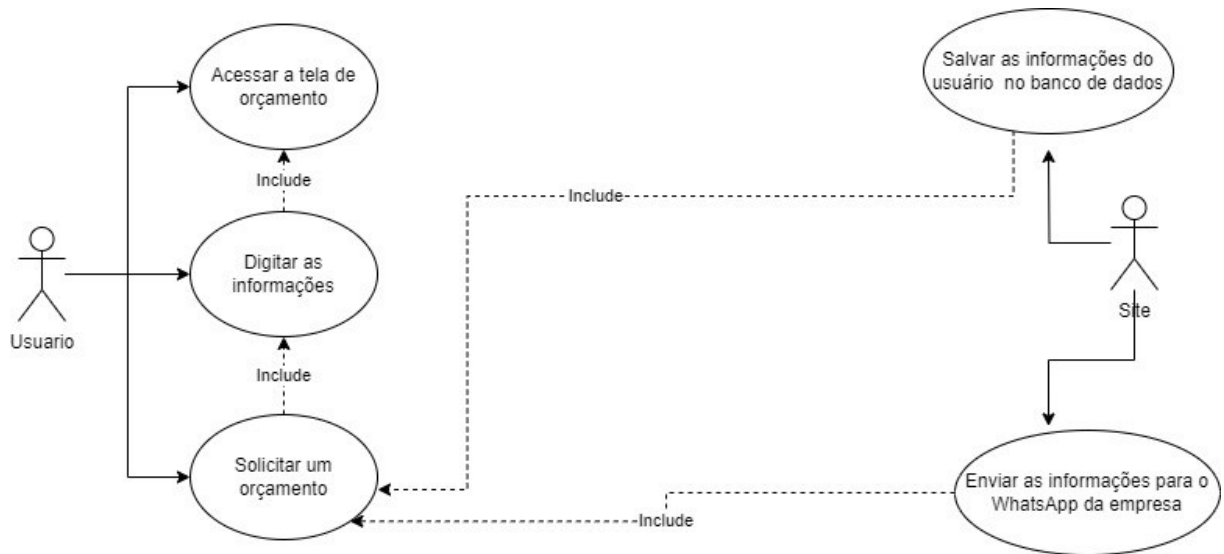 Acessar a tela de
orçamento
Salvar as informações do
usuário no banco de dados
Include
Include
Digitar as
informações
Usuario
Site
Include
Solicitar um
orçamento
Enviar as informações para o
WhatsApp da empresa
Include